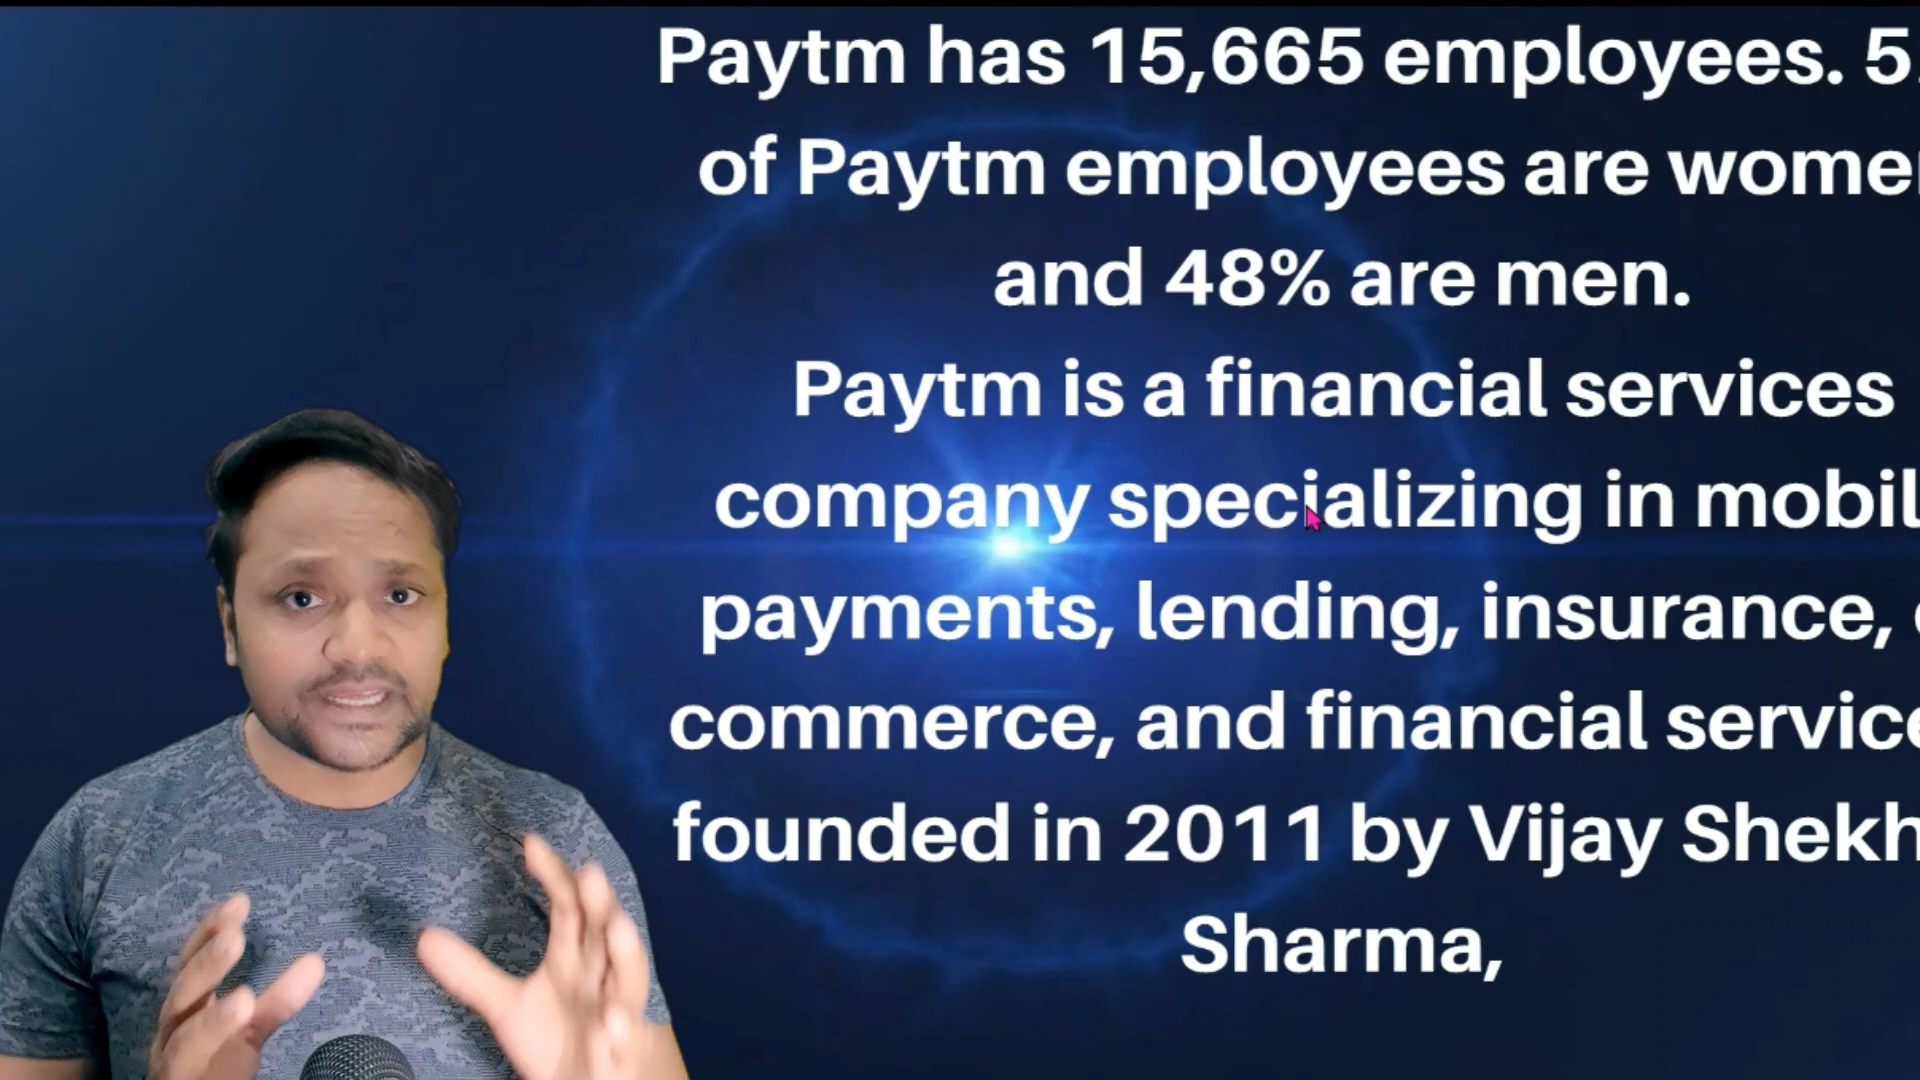 Paytm has 15,665 employees. 5
of Paytm employees are
and 48% are men.
Paytm is a financial services
company specializing in
payments, lending, insurance,
commerce, and financial
founded in 2011 by Vijay
Sharma,